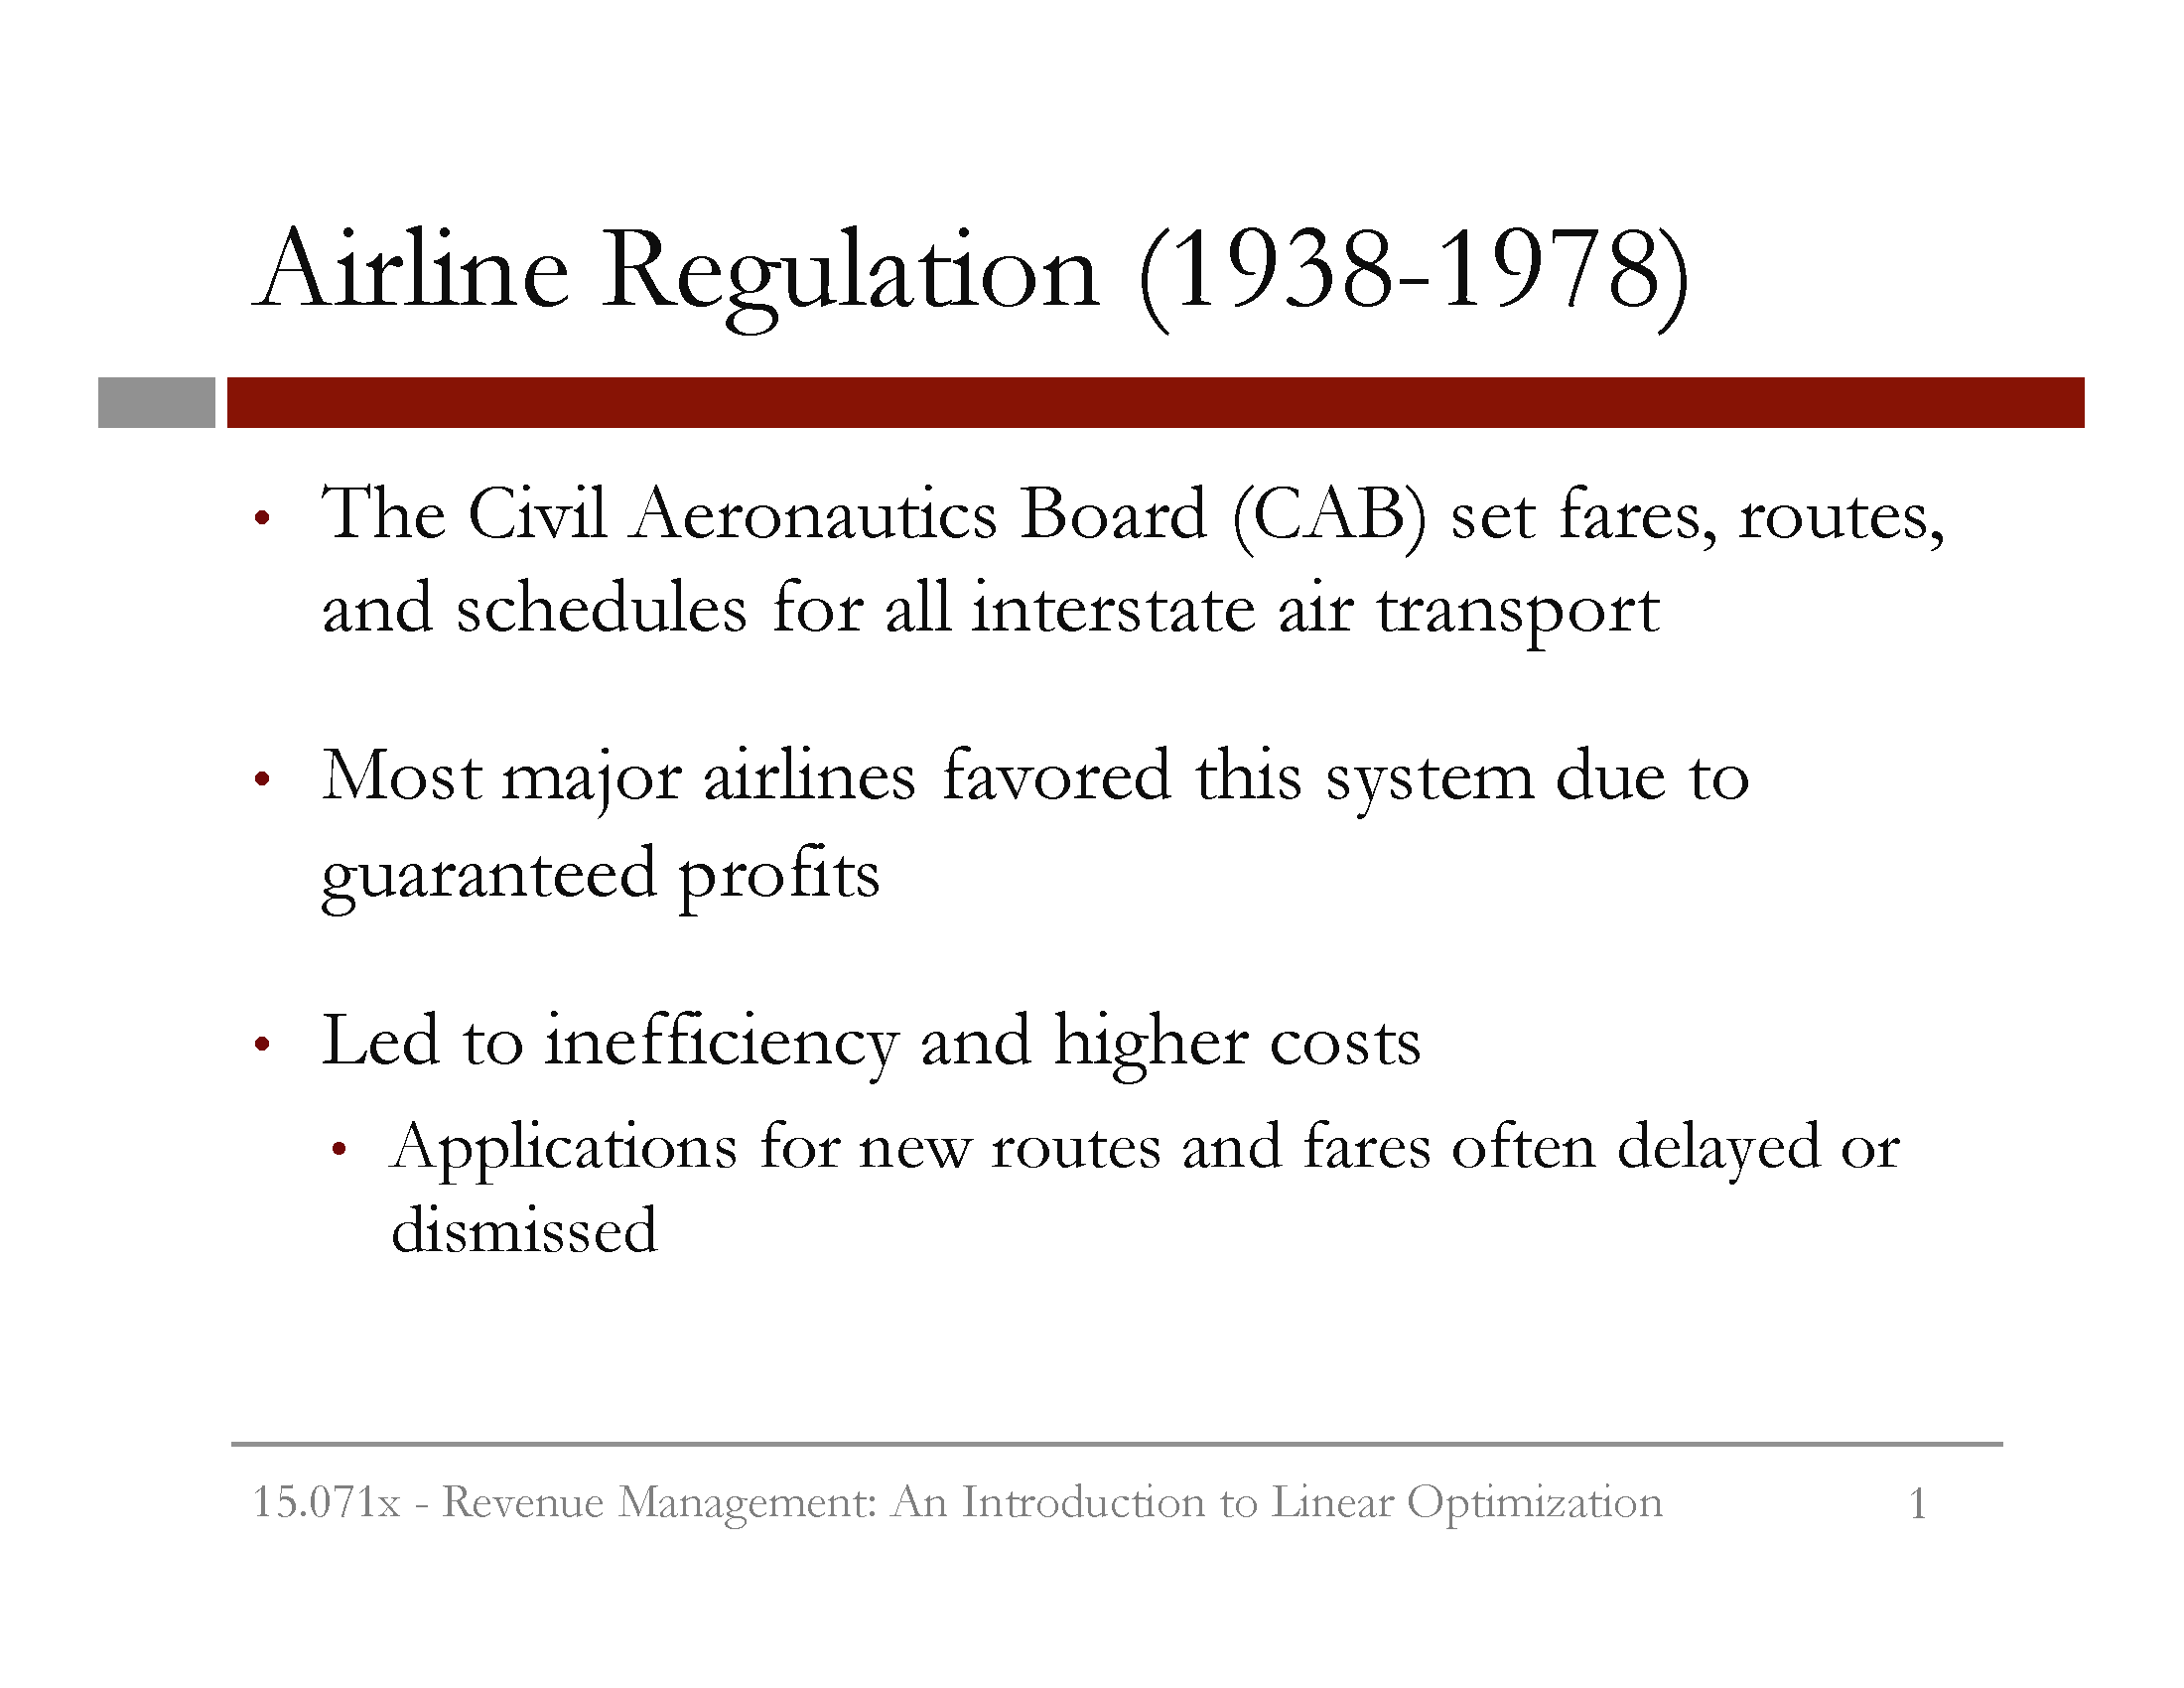 Airline Regulation (1938-1978)
• The Civil Aeronautics Board (CAB) set fares, routes,
and schedules for all interstate air transport
• Most major airlines favored this system due to
guaranteed profits
• Led to inefficiency and higher costs
• Applications for new routes and fares often delayed or
dismissed
15.071x - Revenue Management: An Introduction to Linear Optimization 1